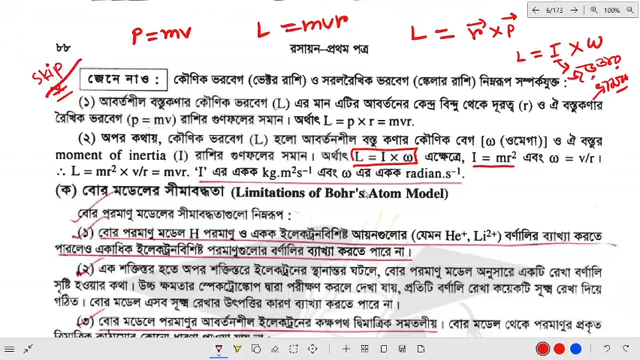 6/173
P = mv
L = mvr
L = r × P
L = I × ω
৮৮
রসায়ন–প্রথম পত্র
Skip
জেনে নাও : কৌণিক ভরবেগ (ভেক্টর রাশি) ও সরলরৈখিক ভরবেগ (স্কেলার রাশি) নিম্নরূপ সম্পর্কযুক্ত :
(১) আবর্তশীল বস্তুকণার কৌণিক ভরবেগ (L) এর মান এটির আবর্তনের কেন্দ্র বিন্দু থেকে দূরত্ব (r) ও ঐ বস্তুকণার
রৈখিক ভরবেগ (p = mv) রাশির গুণফলের সমান। অর্থাৎ L = p × r = mvr.
(২) অপর কথায়, কৌণিক ভরবেগ (L) হলো আবর্তনশীল বস্তু কণার কৌণিক বেগ [ω (ওমেগা)] ও ঐ বস্তুর
moment of inertia (I) রাশির গুণফলের সমান। অর্থাৎ L = I × ω এক্ষেত্রে, I = mr² এবং ω = v/r.
∴ L = mr² × v/r = mvr. 'I' এর একক kg.m²s⁻¹ এবং ω এর একক radian.s⁻¹.
(ক) বোর মডেলের সীমাবদ্ধতা (Limitations of Bohr's Atom Model)
বোর পরমাণু মডেলের সীমাবদ্ধতাগুলো নিম্নরূপ :
(১) বোর পরমাণু মডেল H পরমাণু ও একক ইলেকট্রনবিশিষ্ট আয়নগুলোর (যেমন He⁺, Li²⁺) বর্ণালির ব্যাখ্যা করতে
পারলেও একাধিক ইলেকট্রনবিশিষ্ট পরমাণুগুলোর বর্ণালির ব্যাখ্যা করতে পারে না।
(২) এক শক্তিস্তর হতে অপর শক্তিস্তরে ইলেকট্রনের স্থানান্তর ঘটলে, বোর পরমাণু মডেল অনুসারে একটি রেখা বর্ণালি
সৃষ্টি হওয়ার কথা। উচ্চ ক্ষমতার স্পেকট্রোস্কোপ দ্বারা পরীক্ষণ করলে দেখা যায়, প্রতিটি বর্ণালি রেখা কয়েকটি সূক্ষ্ম রেখা দিয়ে
গঠিত। বোর মডেল এসব সূক্ষ্ম রেখার উৎপত্তির কারণ ব্যাখ্যা করতে পারে না।
(৩) বোর মডেলে পরমাণুর আবর্তনশীল ইলেকট্রনের কক্ষপথ দ্বিমাত্রিক সমতলীয়। বোর মডেল থেকে পরমাণুর প্রকৃত